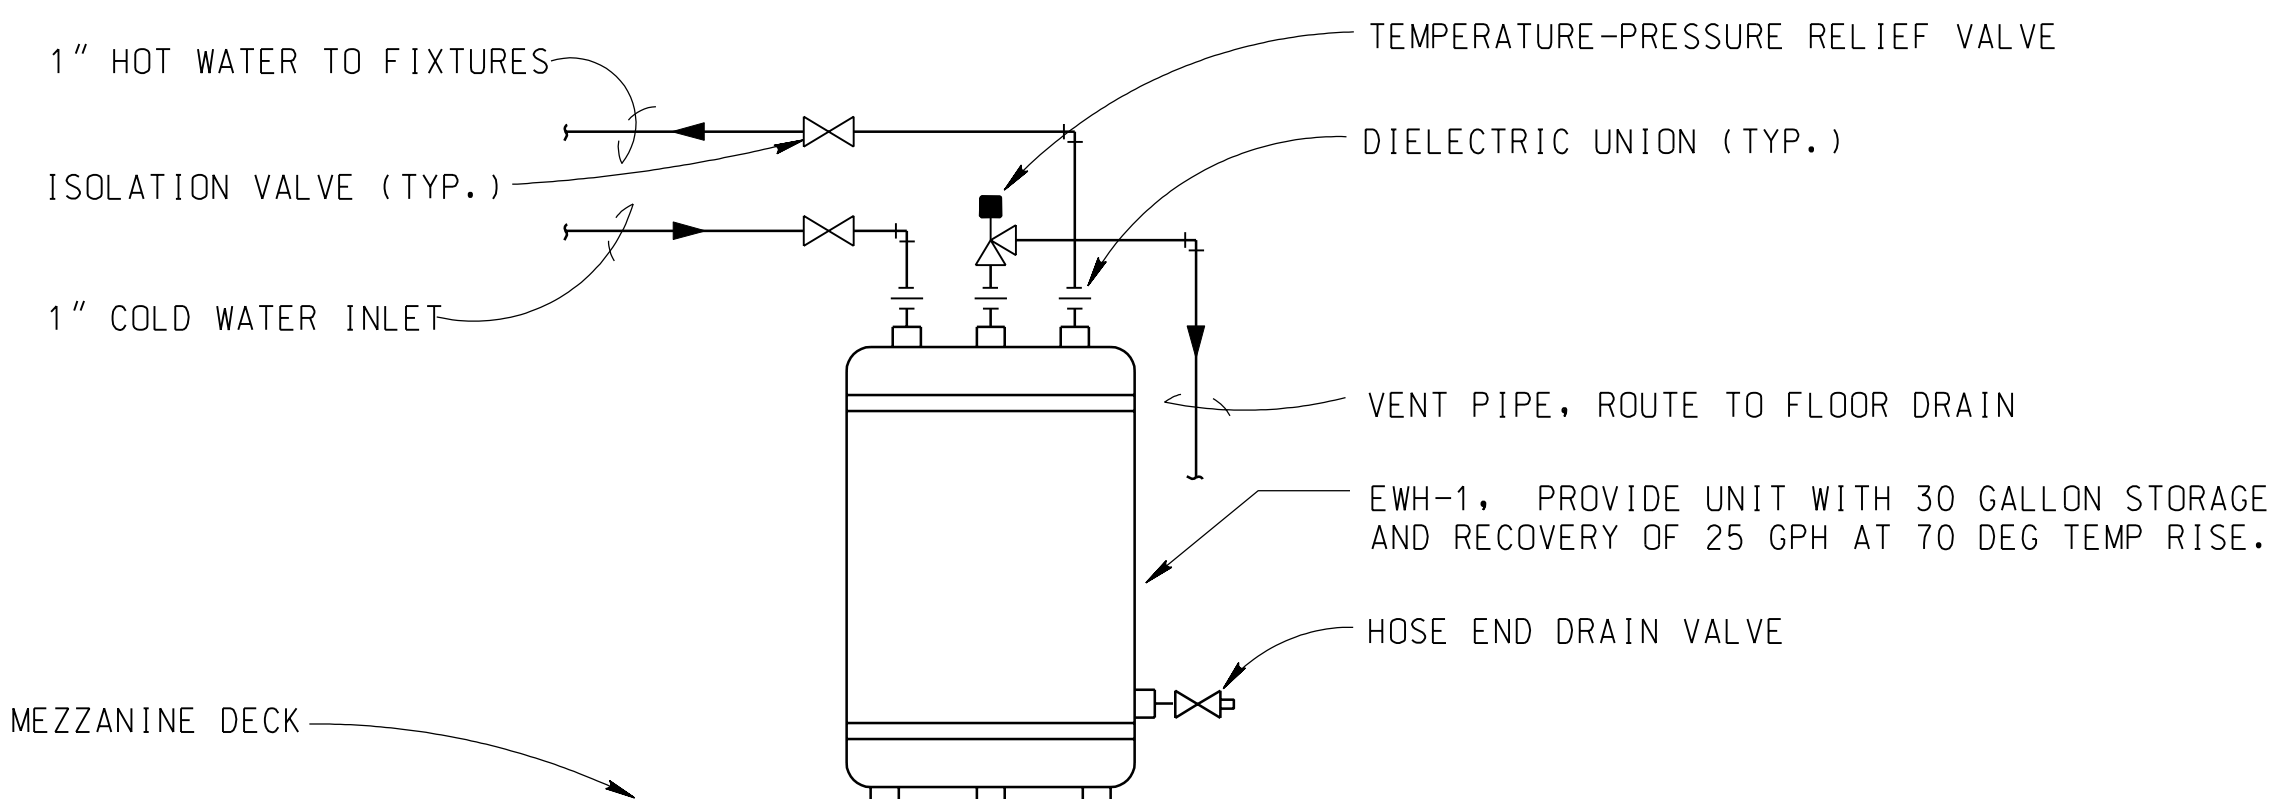 1" HOT WATER TO FIXTURES
ISOLATION VALVE (TYP.)
1" COLD WATER INLET
MEZZANINE DECK
TEMPERATURE-PRESSURE RELIEF VALVE
DIELECTRIC UNION (TYP.)
VENT PIPE, ROUTE TO FLOOR DRAIN
EWH-1, PROVIDE UNIT WITH 30 GALLON STORAGE
AND RECOVERY OF 25 GPH AT 70 DEG TEMP RISE.
HOSE END DRAIN VALVE